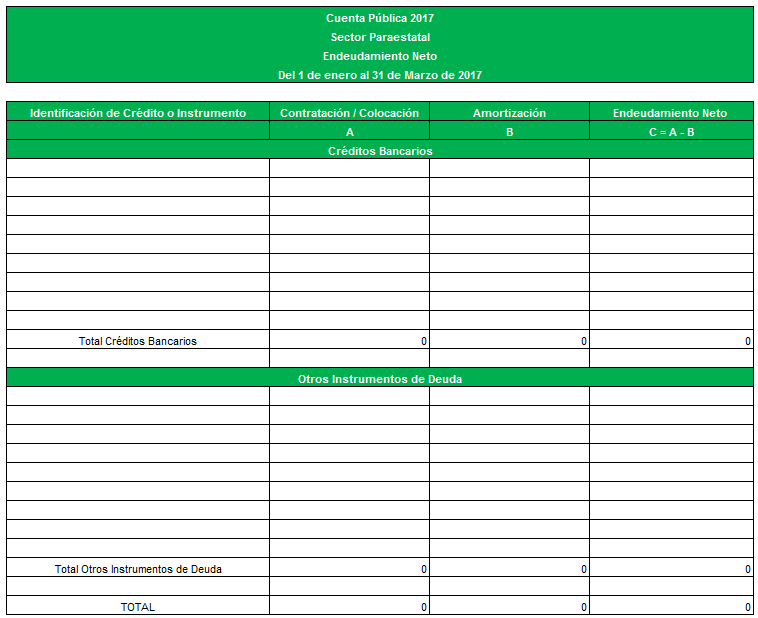 Cuenta Pública 2017
Sector Paraestatal
Endeudamiento Neto
Del 1 de enero al 31 de Marzo de 2017
Identificación de Crédito o Instrumento Contratación / Colocación Amortización Endeudamiento Neto
A B C = A - B
Créditos Bancarios
Total Créditos Bancarios 0 0 0
Otros Instrumentos de Deuda
Total Otros Instrumentos de Deuda 0 0 0
TOTAL 0 0 0